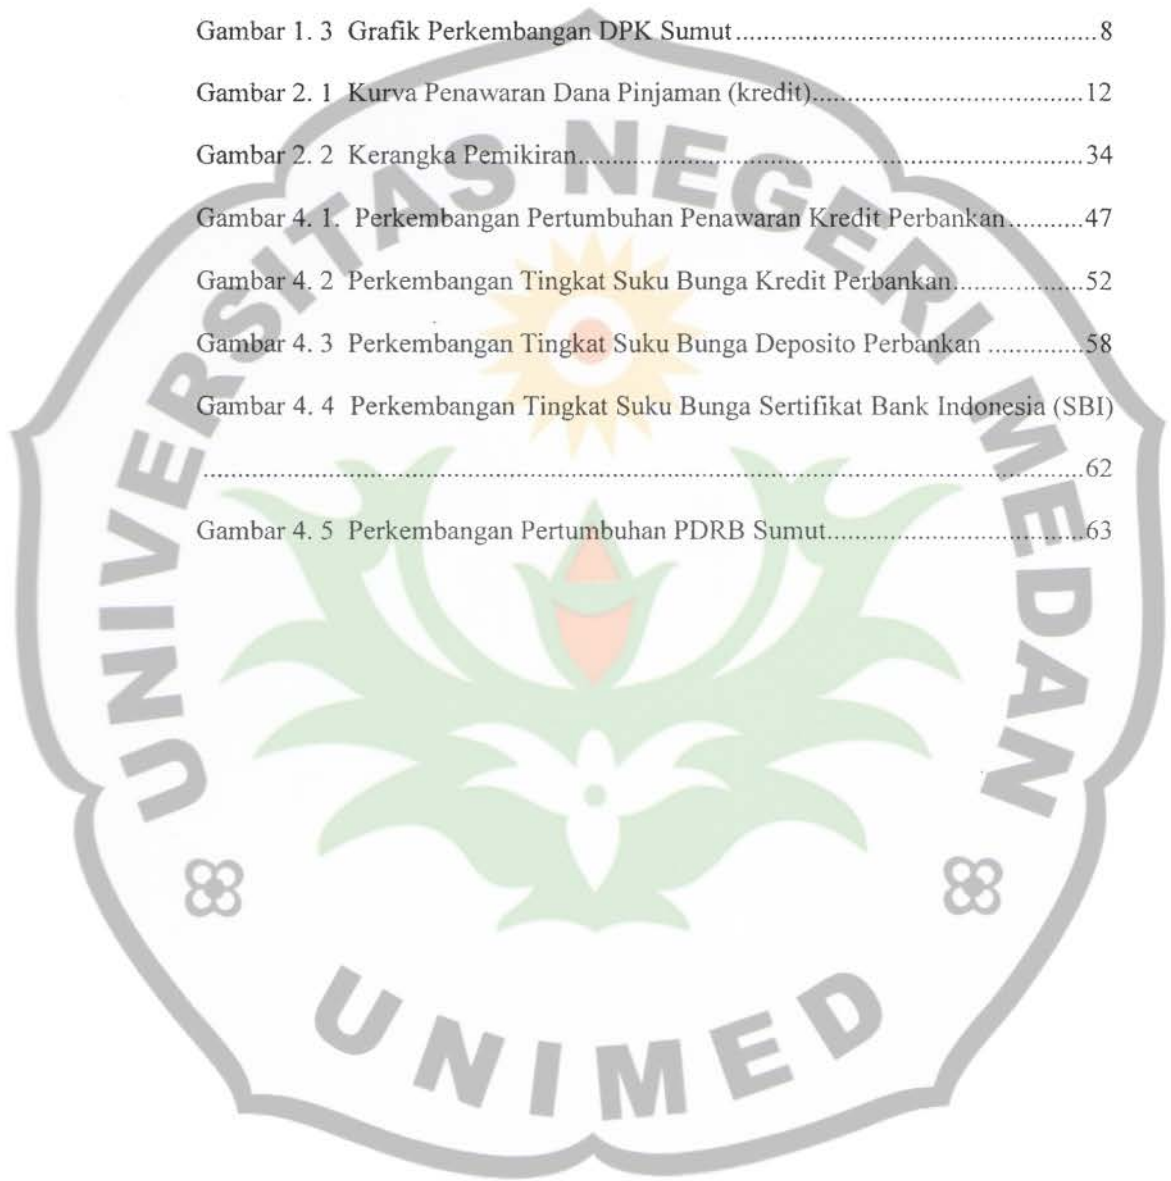 Gambar 1. 3 Grafik Perkembangan DPK Sumut................................................8
Gambar 2. 1 Kurva Penawaran Dana Pinjaman (kredit)....................................12
Gambar 2. 2 Kerangka Pemikiran....................................................................34
Gambar 4. 1. Perkembangan Pertumbuhan Penawaran Kredit Perbankan...........47
Gambar 4. 2 Perkembangan Tingkat Suku Bunga Kredit Perbankan..................52
Gambar 4. 3 Perkembangan Tingkat Suku Bunga Deposito Perbankan .............58
Gambar 4. 4 Perkembangan Tingkat Suku Bunga Sertifikat Bank Indonesia (SBI)
.....................................................................................................................62
Gambar 4. 5 Perkembangan Pertumbuhan PDRB Sumut..................................63
UNIVERSITAS NEGERI MEDAN
UNIMED